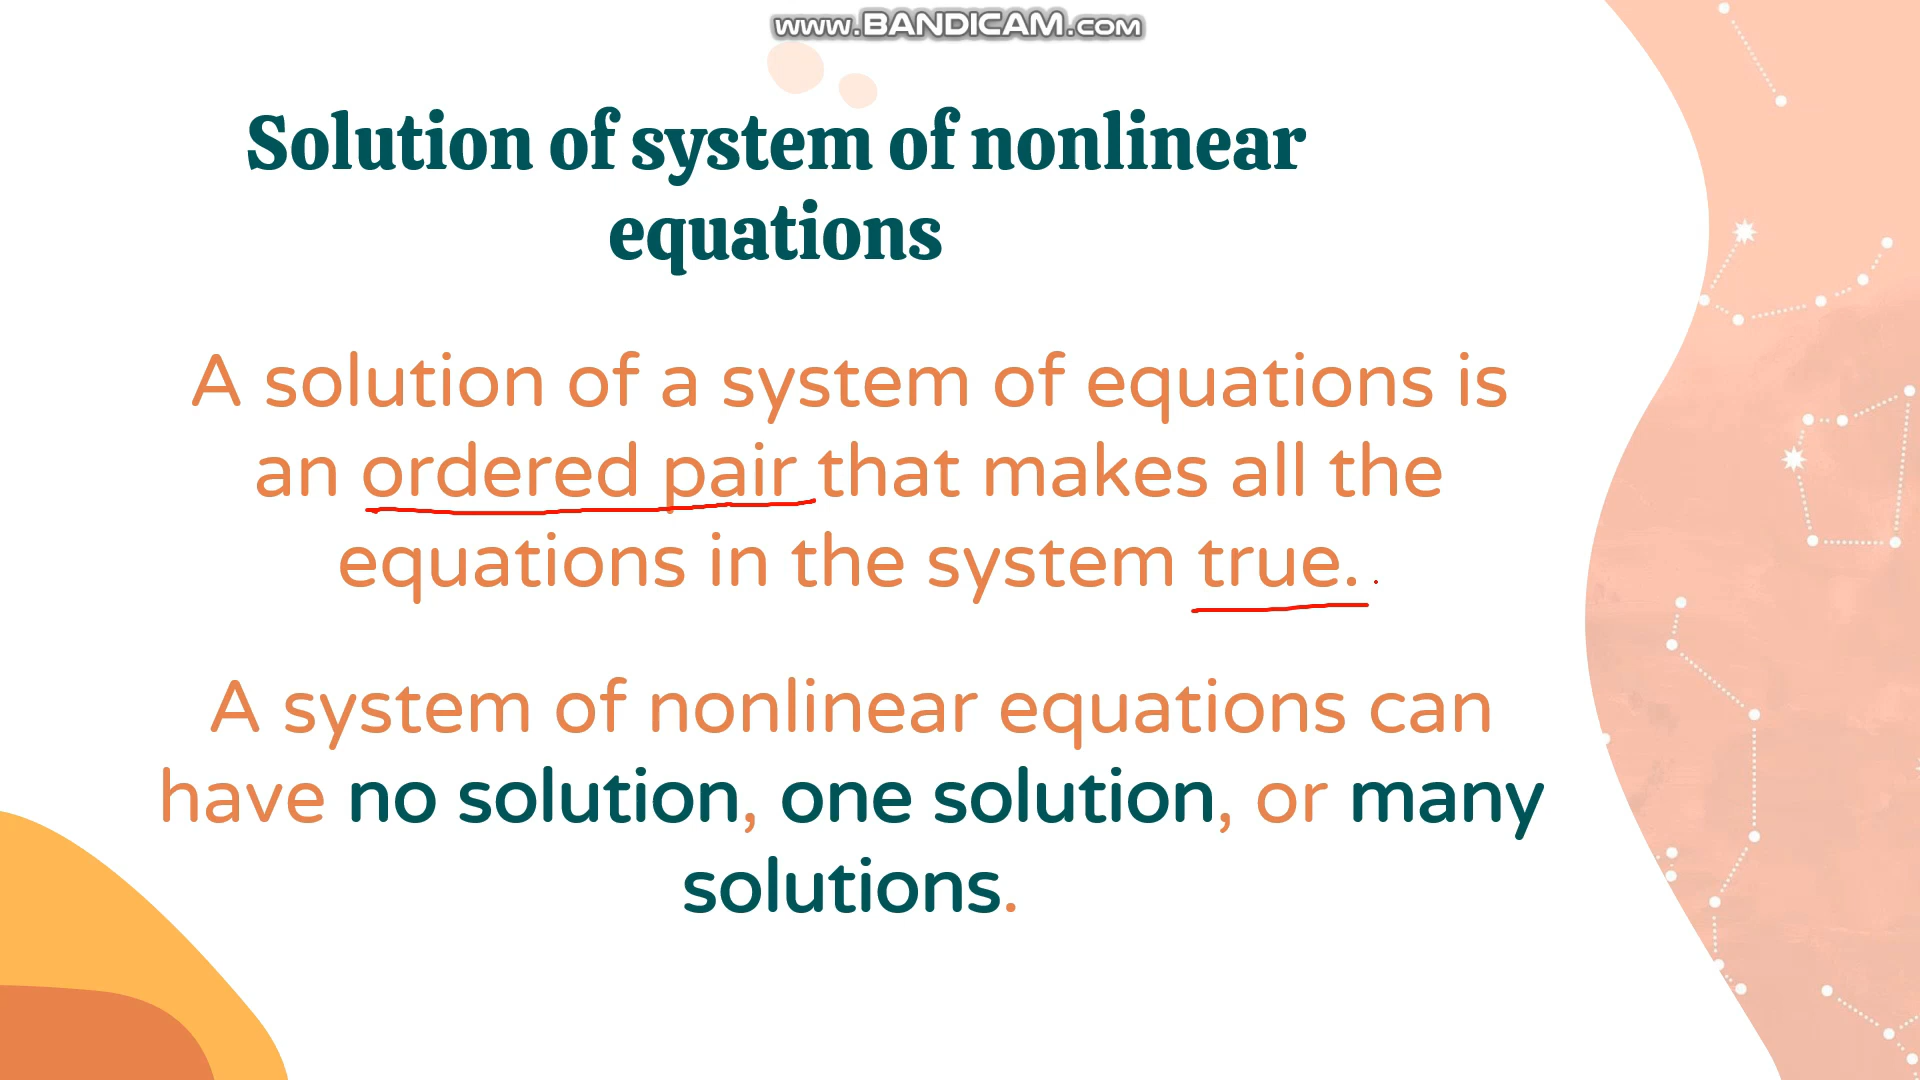 www.BANDICAM.com
Solution of system of nonlinear
equations
A solution of a system of equations is
an ordered pair that makes all the
equations in the system true.
A system of nonlinear equations can
have no solution, one solution, or many
solutions.